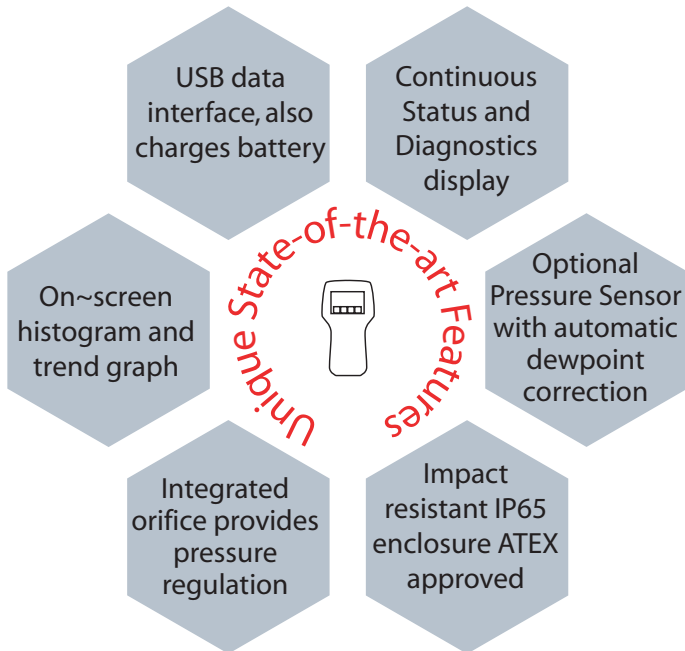 USB data
interface, also
charges battery
Continuous
Status and
Diagnostics
display
On~screen
histogram and
trend graph
Unique State-of-the-art Features
Optional
Pressure Sensor
with automatic
dewpoint
correction
Integrated
orifice provides
pressure
regulation
Impact
resistant IP65
enclosure ATEX
approved